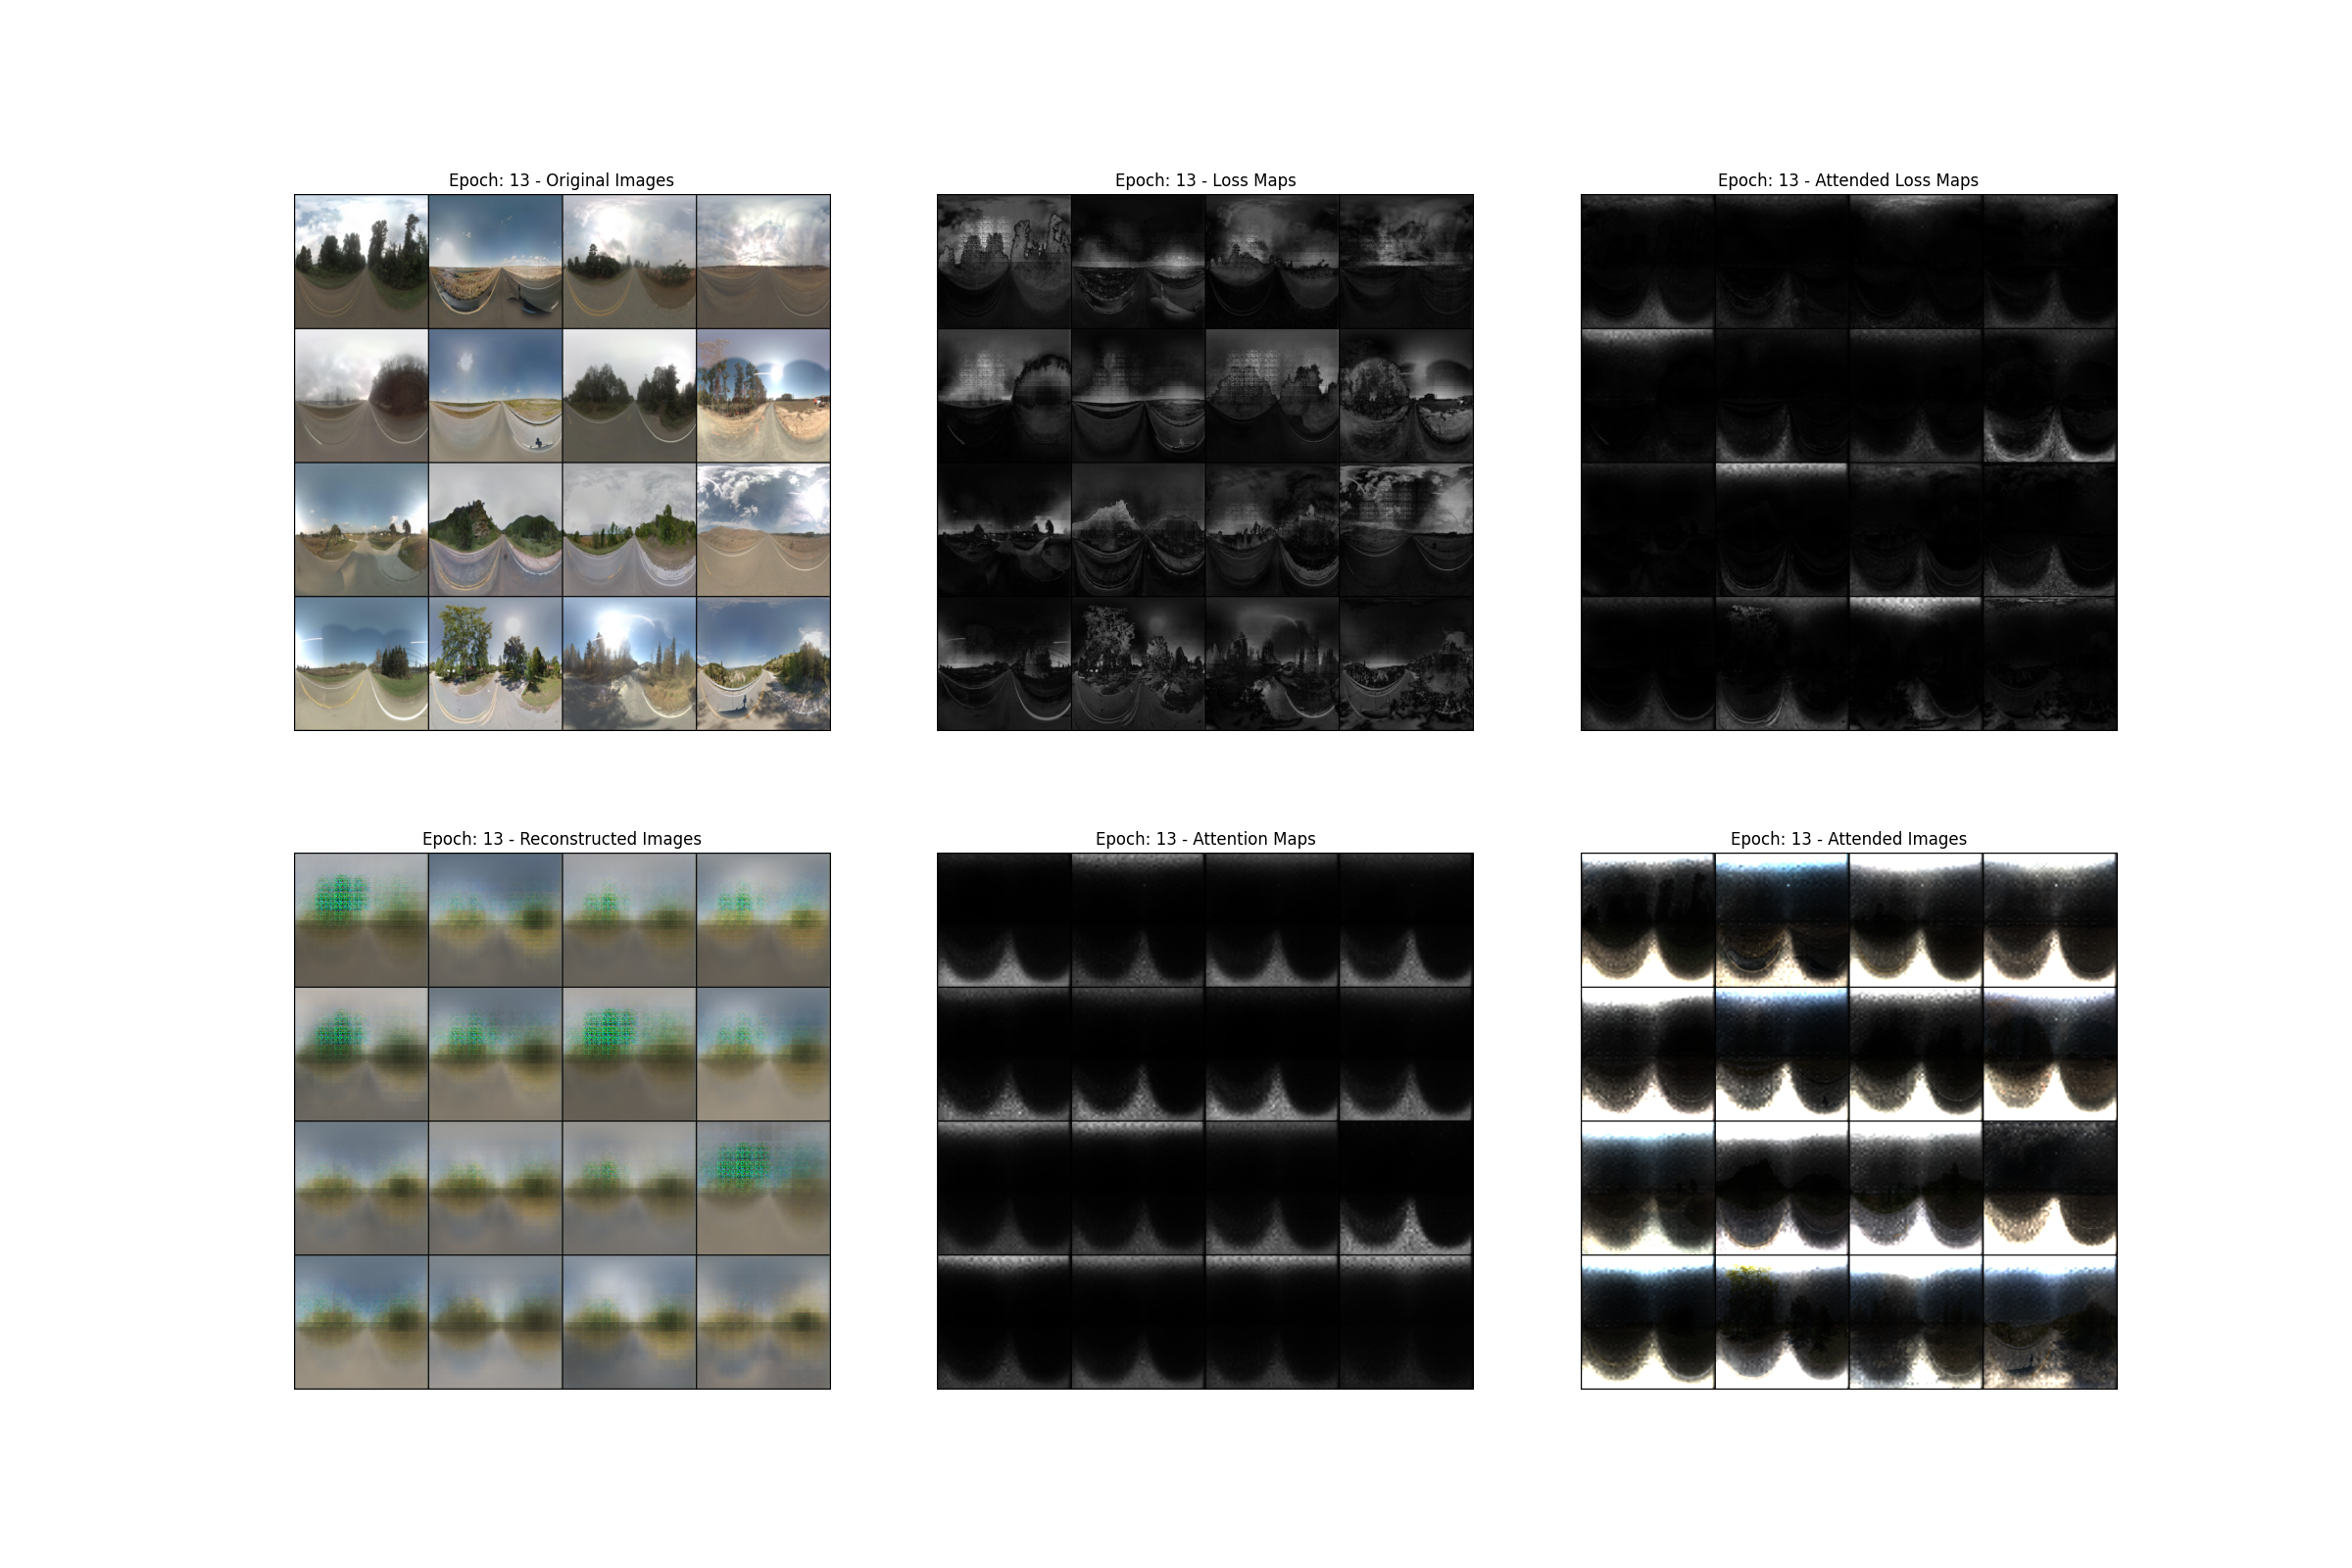 Epoch: 13 - Original Images
Epoch: 13 - Loss Maps
Epoch: 13 - Attended Loss Maps
Epoch: 13 - Reconstructed Images
Epoch: 13 - Attention Maps
Epoch: 13 - Attended Images